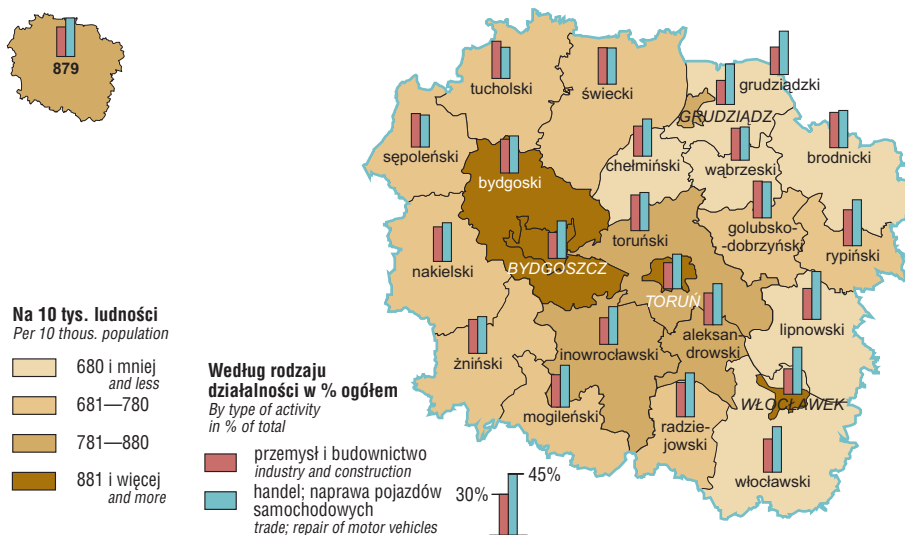 879
tucholski
świecki
grudziądzki
GRUDZIĄDZ
sępoleński
bydgoski
chełmiński
wąbrzeski
brodnicki
toruński
golubsko-
-dobrzyński
rypiński
nakielski
BYDGOSZCZ
TORUŃ
aleksan-
drowski
lipnowski
inowrocławski
żniński
mogileński
radzie-
jowski
WŁOCŁAWEK
włocławski
Na 10 tys. ludności
Per 10 thous. population
680 i mniej
and less
681—780
781—880
881 i więcej
and more
Według rodzaju
działalności w % ogółem
By type of activity
in % of total
przemysł i budownictwo
industry and construction
handel; naprawa pojazdów
samochodowych
trade; repair of motor vehicles
30%
45%